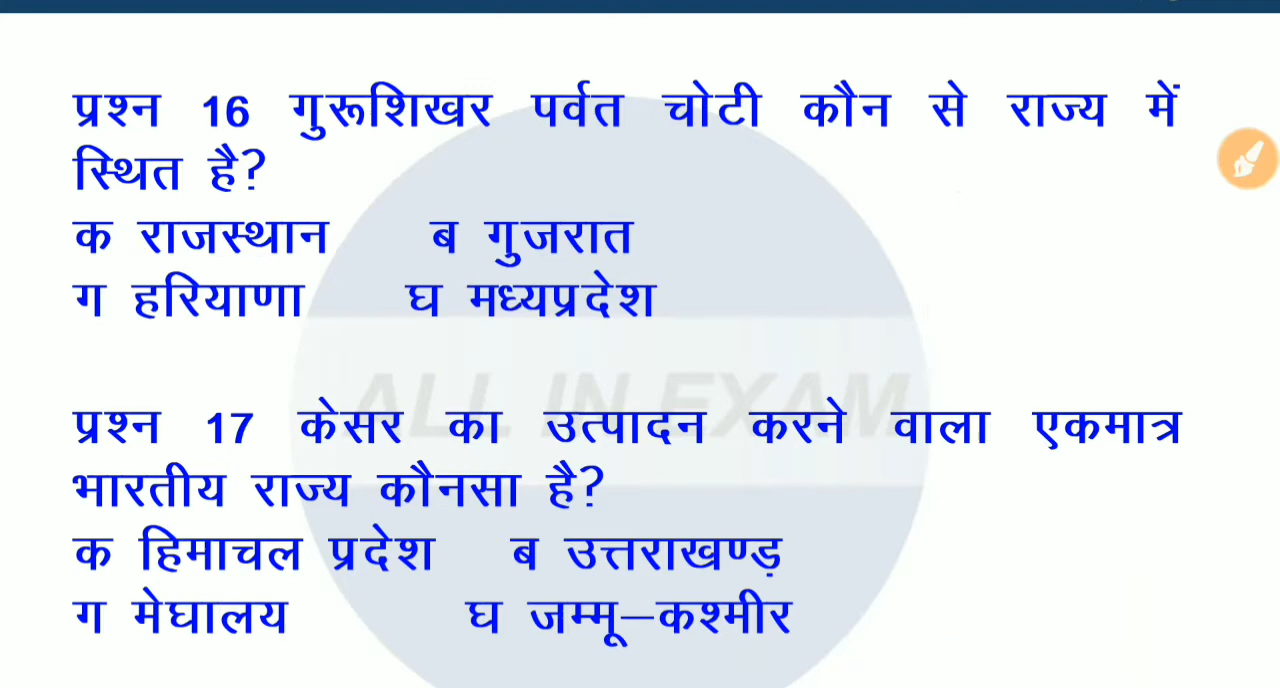 प्रश्न 16 गुरूशिखर पर्वत चोटी कौन से राज्य में
स्थित है?
क राजस्थान ब गुजरात
ग हरियाणा घ मध्यप्रदेश
ALL IN EXAM
प्रश्न 17 केसर का उत्पादन करने वाला एकमात्र
भारतीय राज्य कौनसा है?
क हिमाचल प्रदेश ब उत्तराखण्ड़
ग मेघालय घ जम्मू–कश्मीर